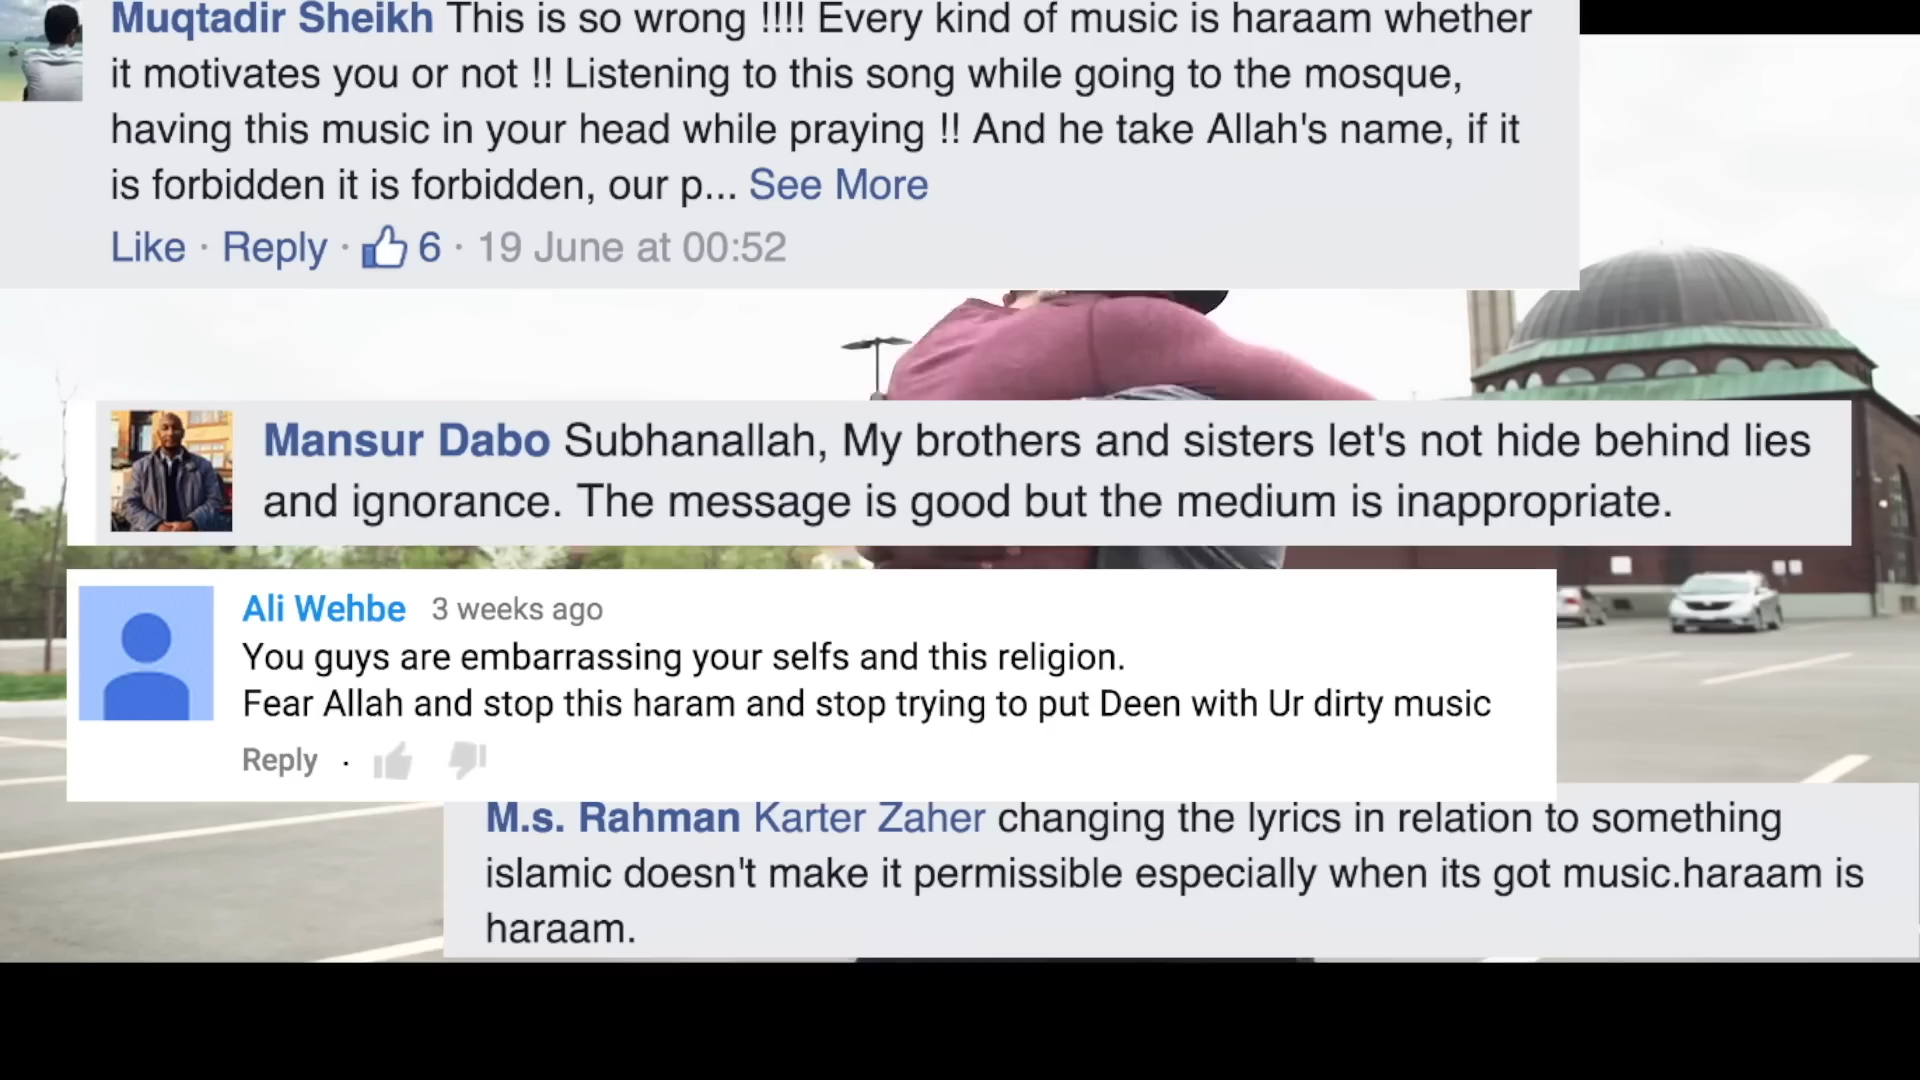 Muqtadir Sheikh This is so wrong !!!! Every kind of music is haraam whether
it motivates you or not !! Listening to this song while going to the mosque,
having this music in your head while praying !! And he take Allah's name, if it
is forbidden it is forbidden, our p... See More
Like · Reply · 6 · 19 June at 00:52
Mansur Dabo Subhanallah, My brothers and sisters let's not hide behind lies
and ignorance. The message is good but the medium is inappropriate.
Ali Wehbe 3 weeks ago
You guys are embarrassing your selfs and this religion.
Fear Allah and stop this haram and stop trying to put Deen with Ur dirty music
Reply ·
M.s. Rahman Karter Zaher changing the lyrics in relation to something
islamic doesn't make it permissible especially when its got music.haraam is
haraam.